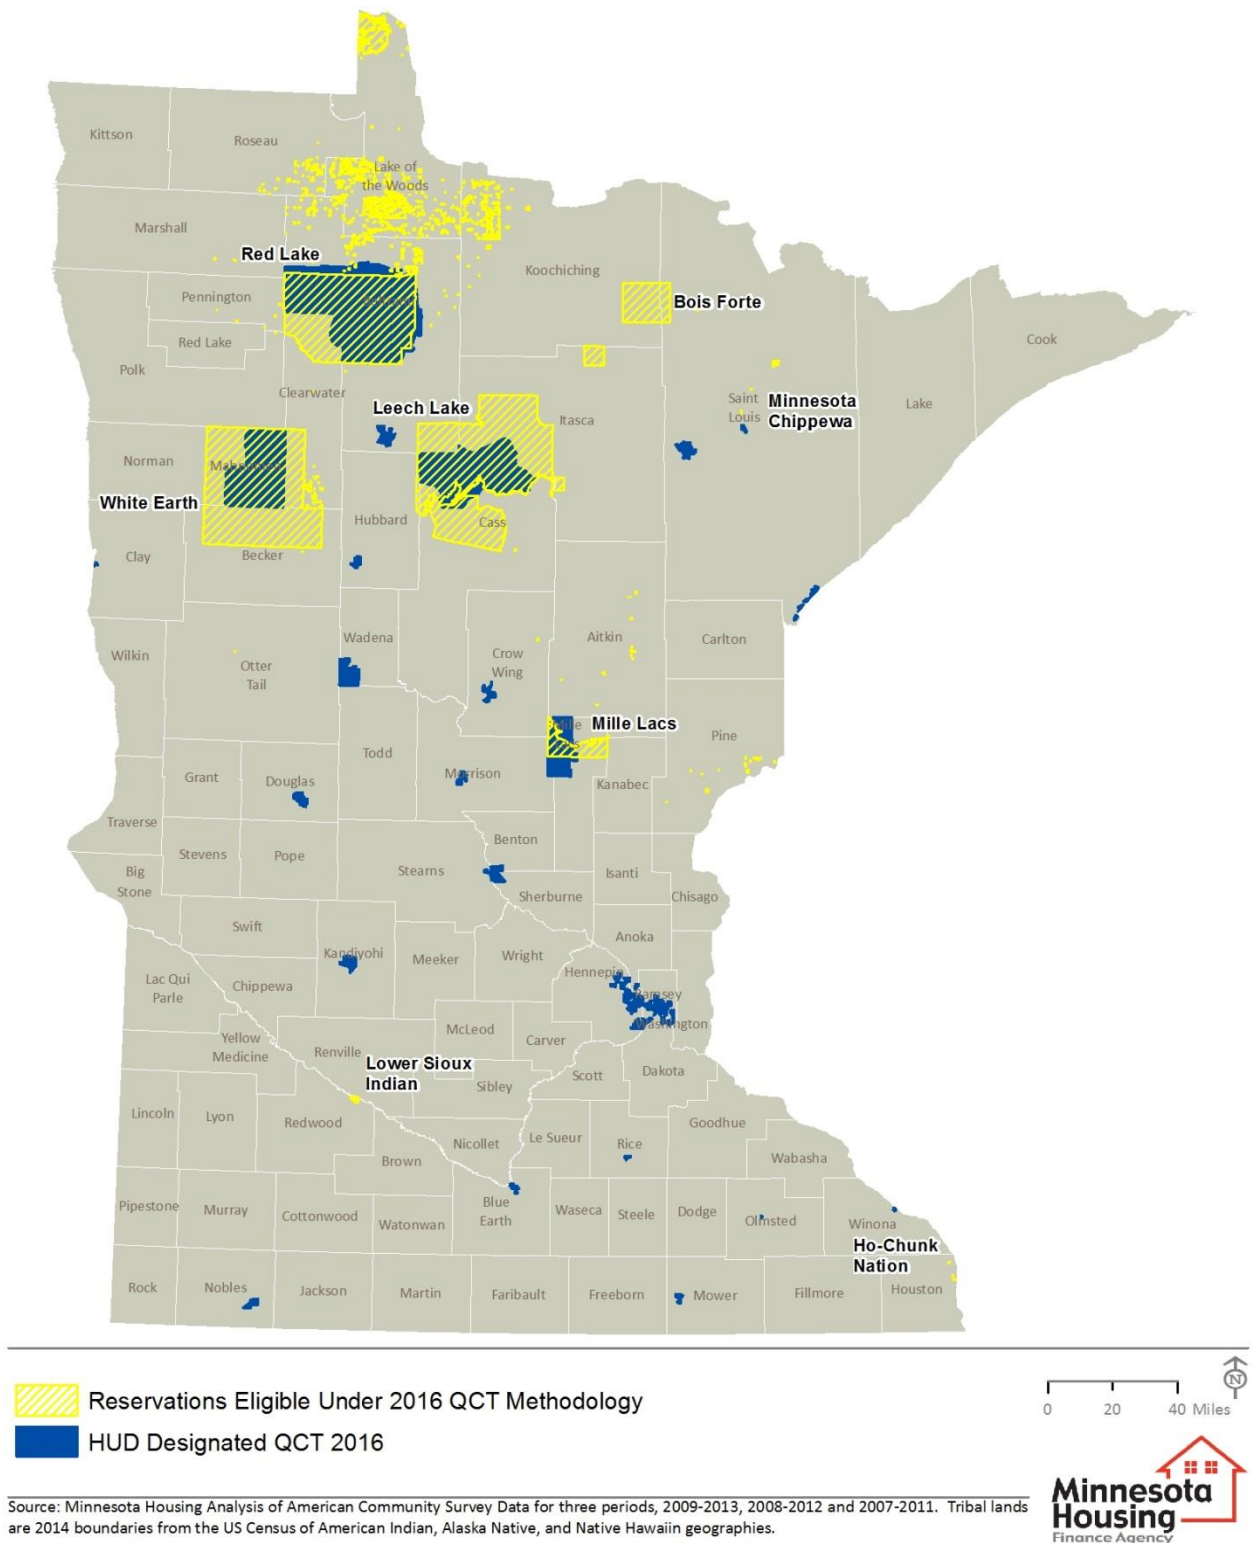 Kittson
Roseau
Lake of
the Woods
Marshall
Red Lake
Koochiching
Pennington
Bois Forte
Red Lake
Cook
Polk
Clearwater
Leech Lake
Saint
Louis
Minnesota
Chippewa
Lake
Itasca
Norman
White Earth
Hubbard
Cass
Clay
Becker
Wadena
Aitkin
Carlton
Wilkin
Otter
Tail
Crow
Wing
Mille
Mille Lacs
Pine
Todd
Grant
Douglas
Morrison
Kanabec
Traverse
Benton
Stevens
Pope
Stearns
Isanti
Big
Stone
Sherburne
Chisago
Swift
Anoka
Kandiyohi
Meeker
Wright
Hennepin
Lac Qui
Parle
Chippewa
Ramsey
Washington
McLeod
Carver
Yellow
Medicine
Renville
Lower Sioux
Indian
Scott
Dakota
Sibley
Lincoln
Lyon
Redwood
Goodhue
Nicollet
Le Sueur
Rice
Brown
Wabasha
Pipestone
Murray
Cottonwood
Watonwan
Blue
Earth
Waseca
Steele
Dodge
Olmsted
Winona
Ho-Chunk
Nation
Rock
Nobles
Jackson
Martin
Faribault
Freeborn
Mower
Fillmore
Houston
Reservations Eligible Under 2016 QCT Methodology
HUD Designated QCT 2016
N
0 20 40 Miles
Source: Minnesota Housing Analysis of American Community Survey Data for three periods, 2009-2013, 2008-2012 and 2007-2011. Tribal lands
are 2014 boundaries from the US Census of American Indian, Alaska Native, and Native Hawaiin geographies.
Minnesota
Housing
Finance Agency